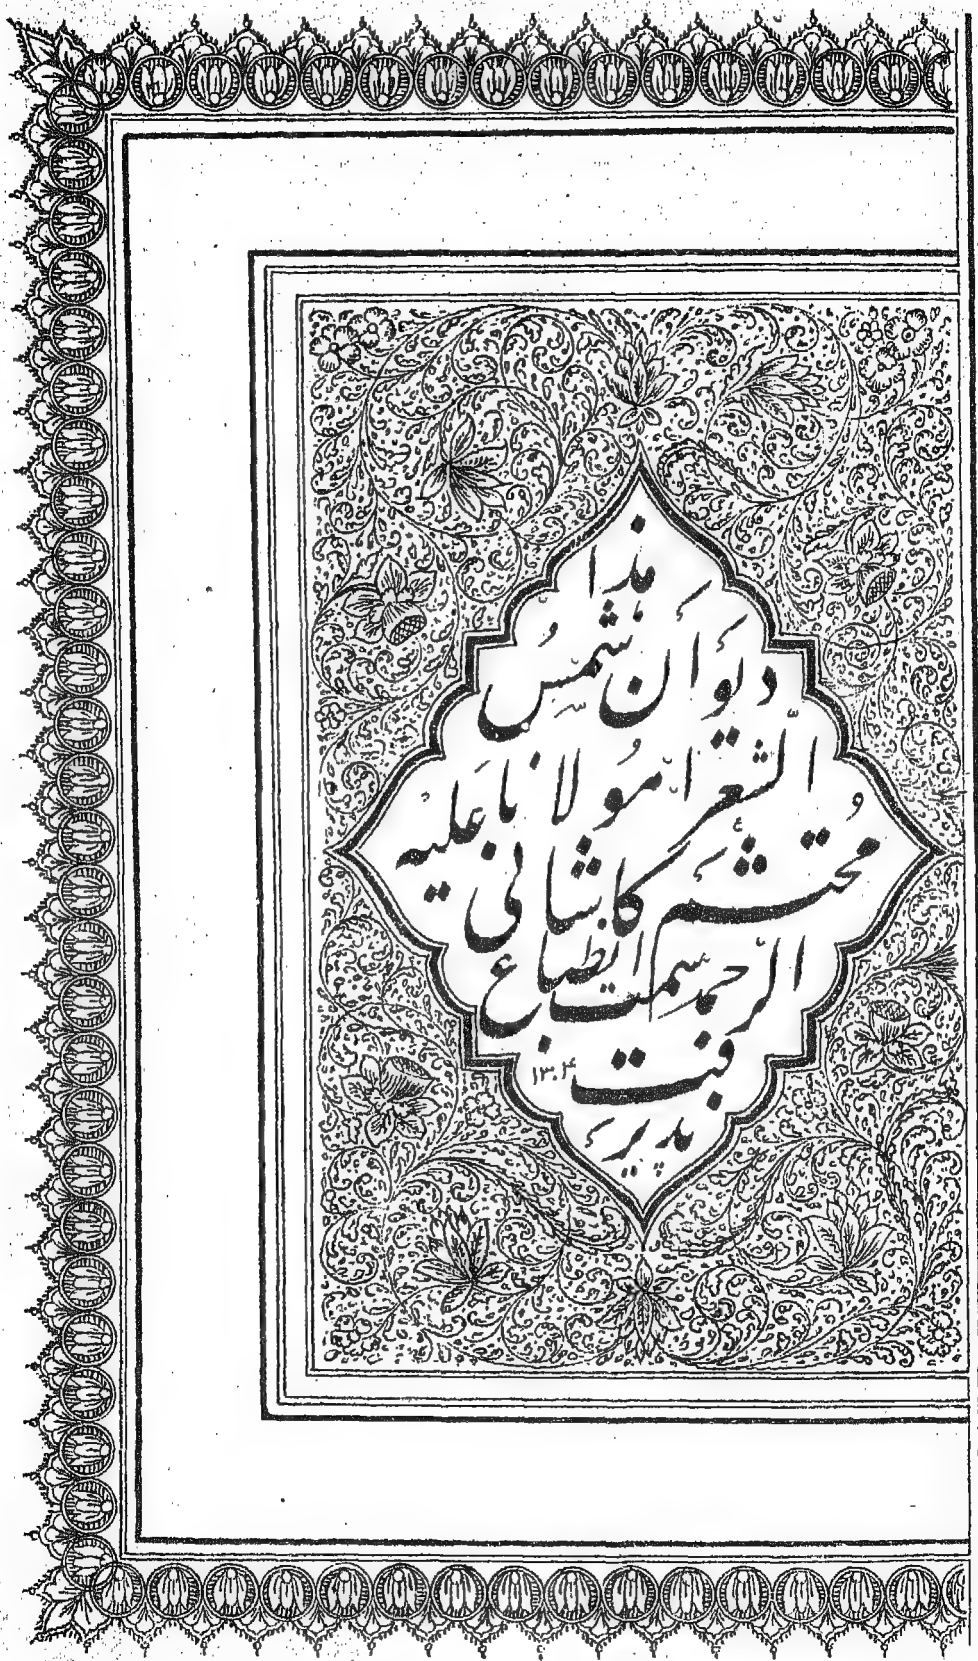 هذا
دیوان شمس
الشعرا مولانا
محتشم کاشانی علیه
الرحمه سمت انطباع
پذیرفت
۱۳۰۴